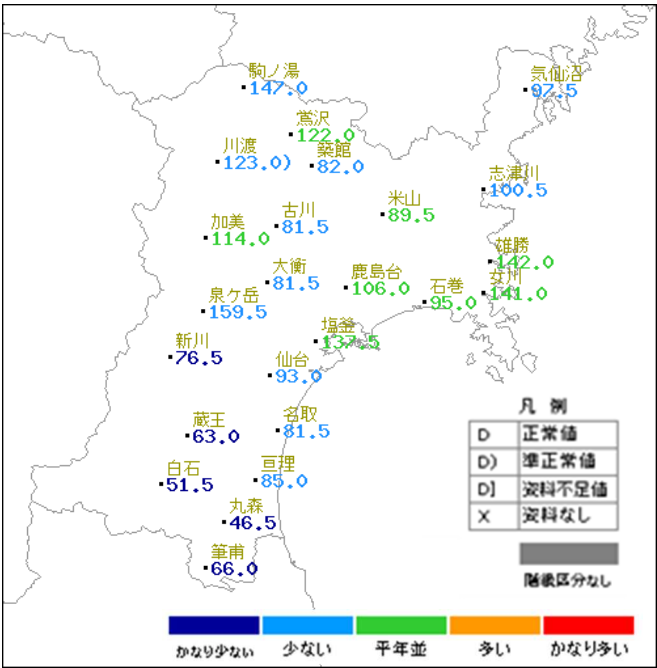 駒ノ湯
147.0
気仙沼
97.5
鶯沢
122.0
川渡
123.0)
築館
82.0
志津川
100.5
米山
89.5
古川
81.5
加美
114.0
雄勝
142.0
大衡
81.5
鹿島台
106.0
女川
141.0
石巻
95.0
泉ケ岳
159.5
塩釜
137.5
新川
76.5
仙台
93.0
名取
81.5
蔵王
63.0
白石
51.5
亘理
85.0
丸森
46.5
筆甫
66.0
凡 例
D 正常値
D) 準正常値
D] 資料不足値
X 資料なし
階級区分なし
かなり少ない 少ない 平年並 多い かなり多い